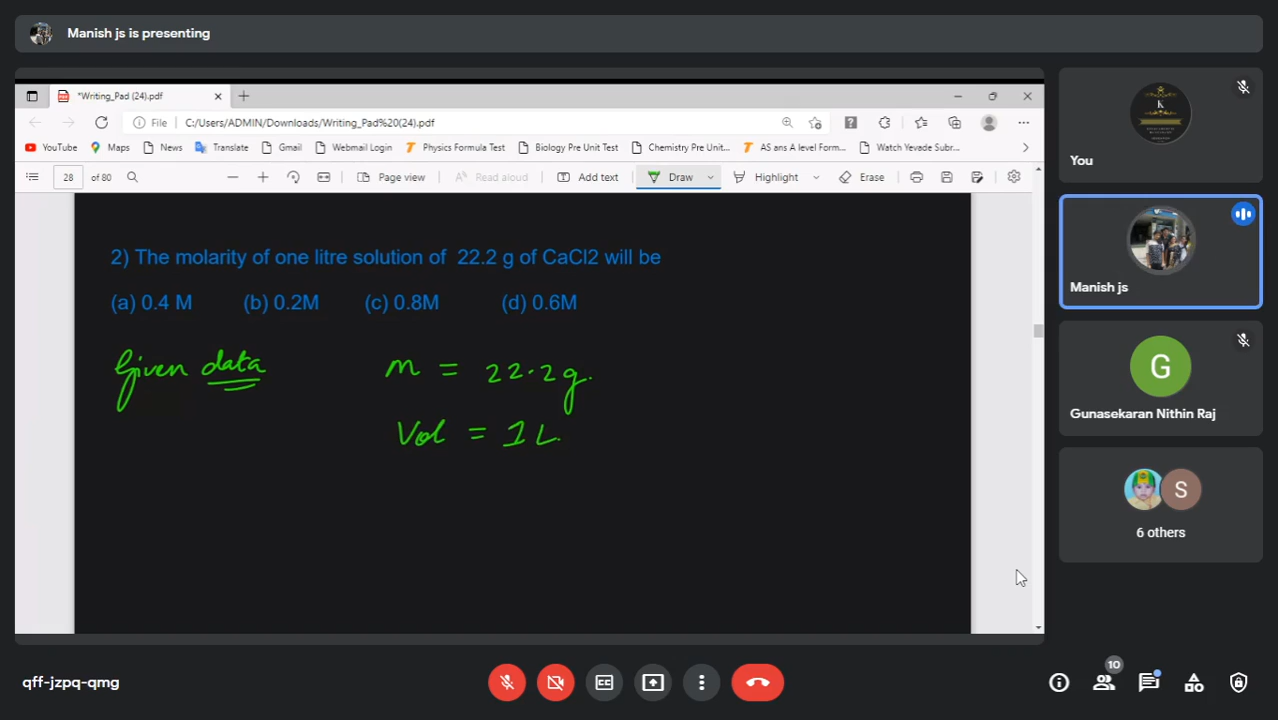 Manish js is presenting
*Writing_Pad (24).pdf
File C:/Users/ADMIN/Downloads/Writing_Pad%20(24).pdf
YouTube Maps News Translate Gmail Webmail Login Physics Formula Test Biology Pre Unit Test Chemistry Pre Unit... AS ans A level Form... Watch Yevade Subr...
28 of 80 Page view Read aloud Add text Draw Highlight Erase
2) The molarity of one litre solution of 22.2 g of CaCl2 will be
(a) 0.4 M (b) 0.2M (c) 0.8M (d) 0.6M
Given data m = 22.2g.
Vol = 1 L.
K
You
Manish js
G
Gunasekaran Nithin Raj
S
6 others
qff-jzpq-qmg
CC
10